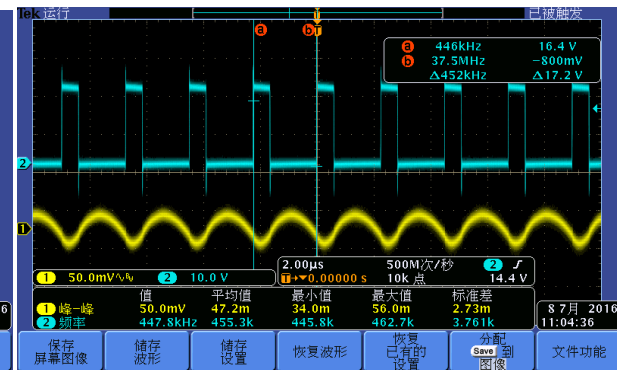 Tek 运行
已被触发
a 446kHz 16.4 V
b 37.5MHz -800mV
Δ452kHz Δ17.2 V
1 50.0mV
2 10.0 V
2.00µs 500M次/秒 2
T 0.00000 s 10k 点 14.4 V
值 平均值 最小值 最大值 标准差
1 峰-峰 50.0mV 47.2m 34.0m 56.0m 2.73m
2 频率 447.8kHz 455.3k 445.8k 462.7k 3.761k
8 7月 2016
11:04:36
保存
屏幕图像
储存
波形
储存
设置
恢复波形
恢复
已有的
设置
分配
Save 到
图像
文件功能